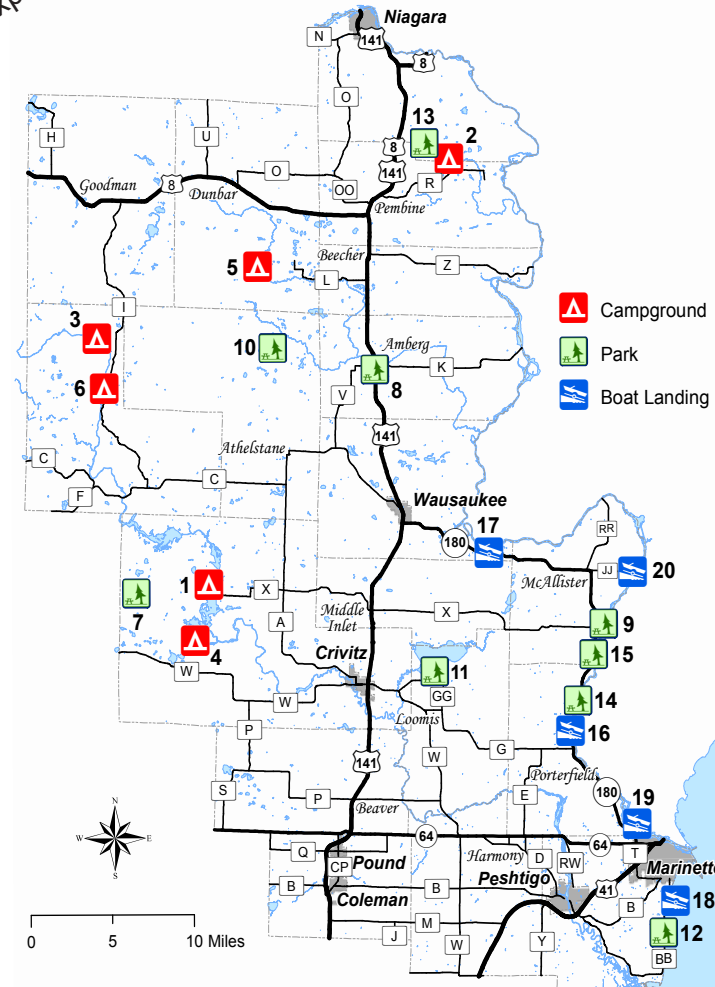 Niagara
N
141
8
O
13
2
H
U
8
141
O
OO
R
Goodman
8
Dunbar
Pembine
Beecher
5
L
Z
I
3
Campground
10
Amberg
Park
6
K
8
V
Boat Landing
141
Athelstane
C
C
F
Wausaukee
17
180
RR
McAllister
JJ
20
1
X
7
A
Middle
Inlet
X
9
4
Crivitz
15
W
11
W
GG
14
Loomis
16
P
W
G
141
Porterfield
S
P
Beaver
E
180
19
64
64
T
Q
Pound
CP
Harmony
D
RW
Marinette
Peshtigo
41
B
Coleman
B
B
18
M
12
J
W
Y
BB
N
W
E
S
0
5
10 Miles